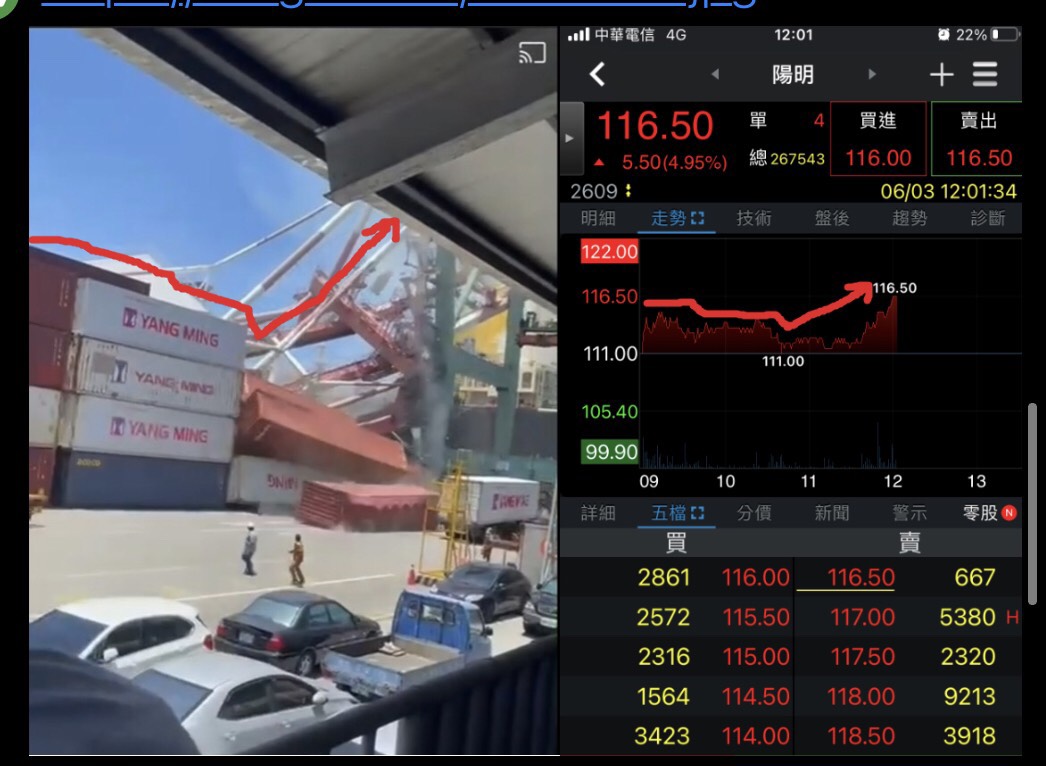 YANG MING
YANG MING
YANG MING
中華電信 4G
12:01
22%
陽明
116.50
5.50(4.95%)
單 4
總 267543
買進
116.00
賣出
116.50
2609
06/03 12:01:34
明細 走勢 技術 盤後 趨勢 診斷
122.00
116.50
111.00
105.40
99.90
116.50
111.00
09 10 11 12 13
詳細 五檔 分價 新聞 警示 零股 N
買 賣
2861 116.00 116.50 667
2572 115.50 117.00 5380 H
2316 115.00 117.50 2320
1564 114.50 118.00 9213
3423 114.00 118.50 3918